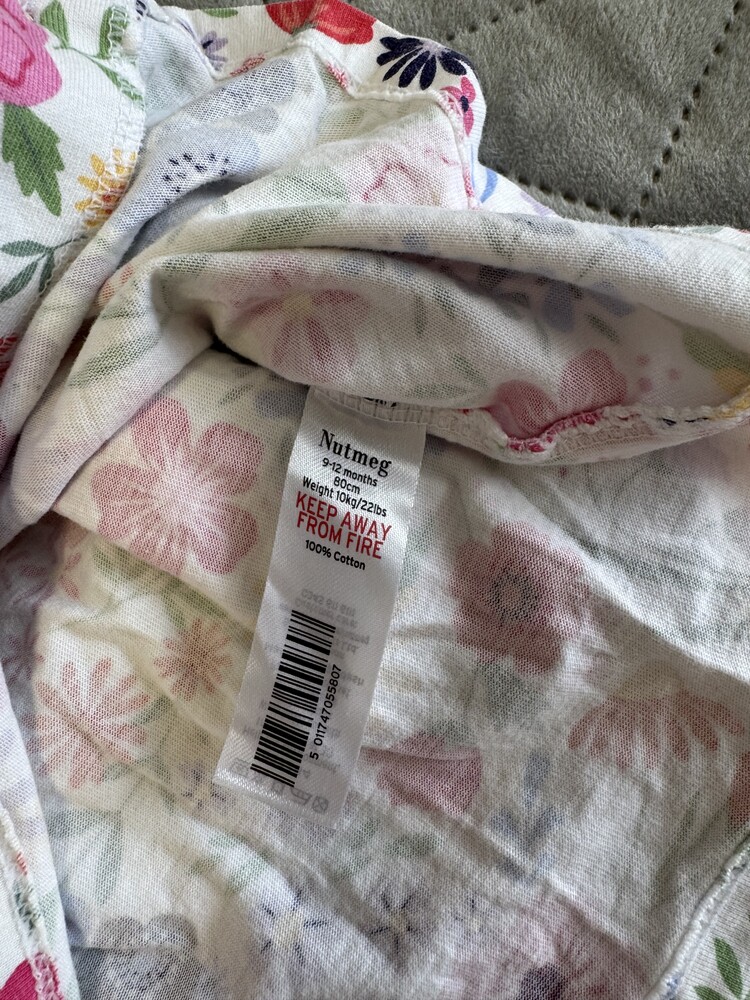 Nutmeg
9-12 months
80cm
Weight 10kg/22lbs
KEEP AWAY
FROM FIRE
100% Cotton
5 011747055807